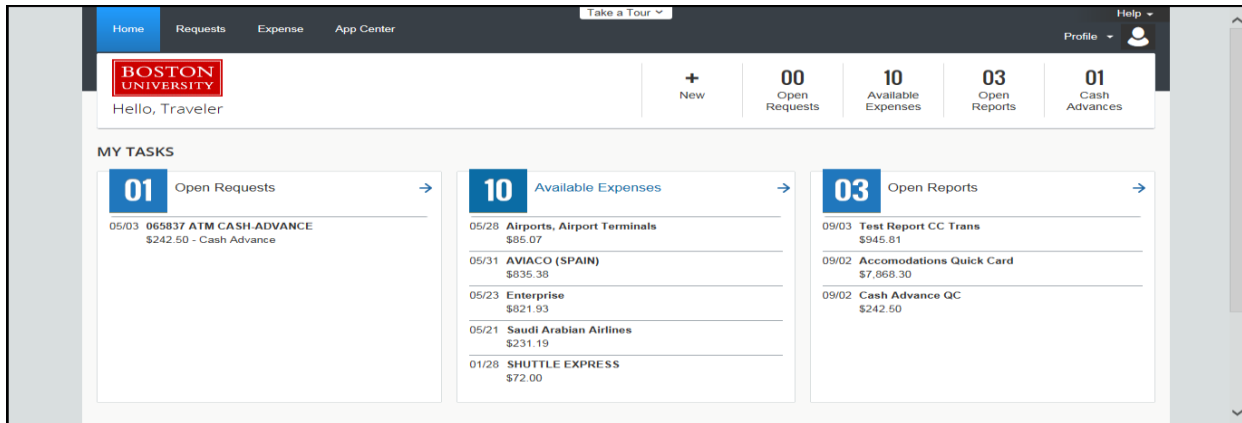 Take a Tour
Help
Home Requests Expense App Center
Profile
BOSTON
UNIVERSITY
Hello, Traveler
+
New
00
Open
Requests
10
Available
Expenses
03
Open
Reports
01
Cash
Advances
MY TASKS
01 Open Requests →
05/03 065837 ATM CASH-ADVANCE
$242.50 - Cash Advance
10 Available Expenses →
05/28 Airports, Airport Terminals
$85.07
05/31 AVIACO (SPAIN)
$835.38
05/23 Enterprise
$821.93
05/21 Saudi Arabian Airlines
$231.19
01/28 SHUTTLE EXPRESS
$72.00
03 Open Reports →
09/03 Test Report CC Trans
$945.81
09/02 Accomodations Quick Card
$7,868.30
09/02 Cash Advance QC
$242.50